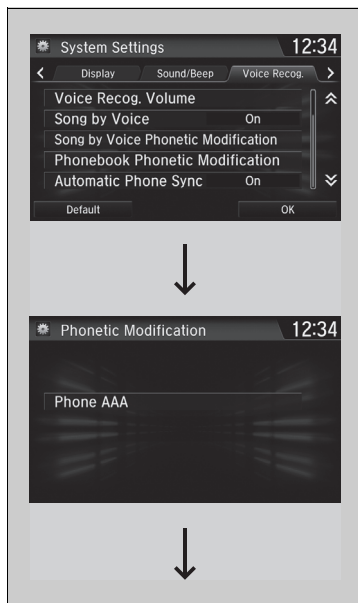 System Settings 12:34
Display Sound/Beep Voice Recog.
Voice Recog. Volume
Song by Voice On
Song by Voice Phonetic Modification
Phonebook Phonetic Modification
Automatic Phone Sync On
Default OK
Phonetic Modification 12:34
Phone AAA